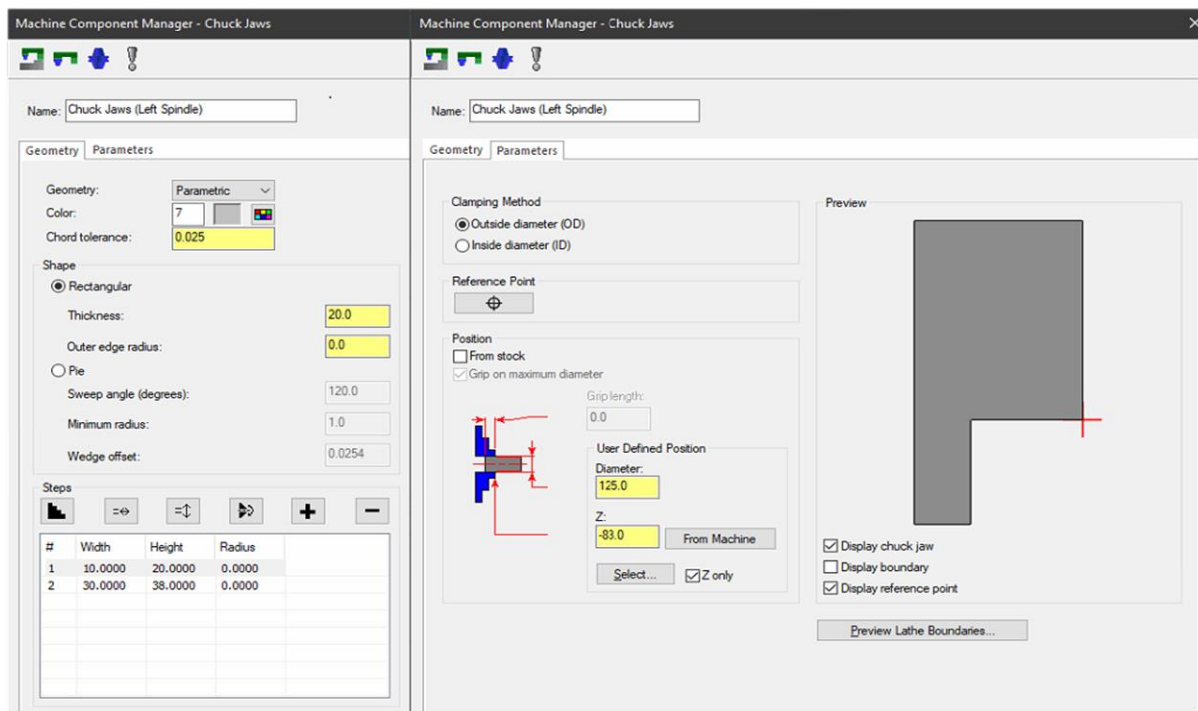 Machine Component Manager - Chuck Jaws
Name: Chuck Jaws (Left Spindle)
Geometry Parameters
Geometry: Parametric
Color: 7
Chord tolerance: 0.025
Shape
Rectangular
Thickness: 20.0
Outer edge radius: 0.0
Pie
Sweep angle (degrees): 120.0
Minimum radius: 1.0
Wedge offset: 0.0254
Steps
# Width Height Radius
1 10.0000 20.0000 0.0000
2 30.0000 38.0000 0.0000
Machine Component Manager - Chuck Jaws
Name: Chuck Jaws (Left Spindle)
Geometry Parameters
Clamping Method
Outside diameter (OD)
Inside diameter (ID)
Reference Point
Position
From stock
Grip on maximum diameter
Grip length:
0.0
User Defined Position
Diameter:
125.0
Z:
-83.0 From Machine
Select... Z only
Preview
Display chuck jaw
Display boundary
Display reference point
Preview Lathe Boundaries...